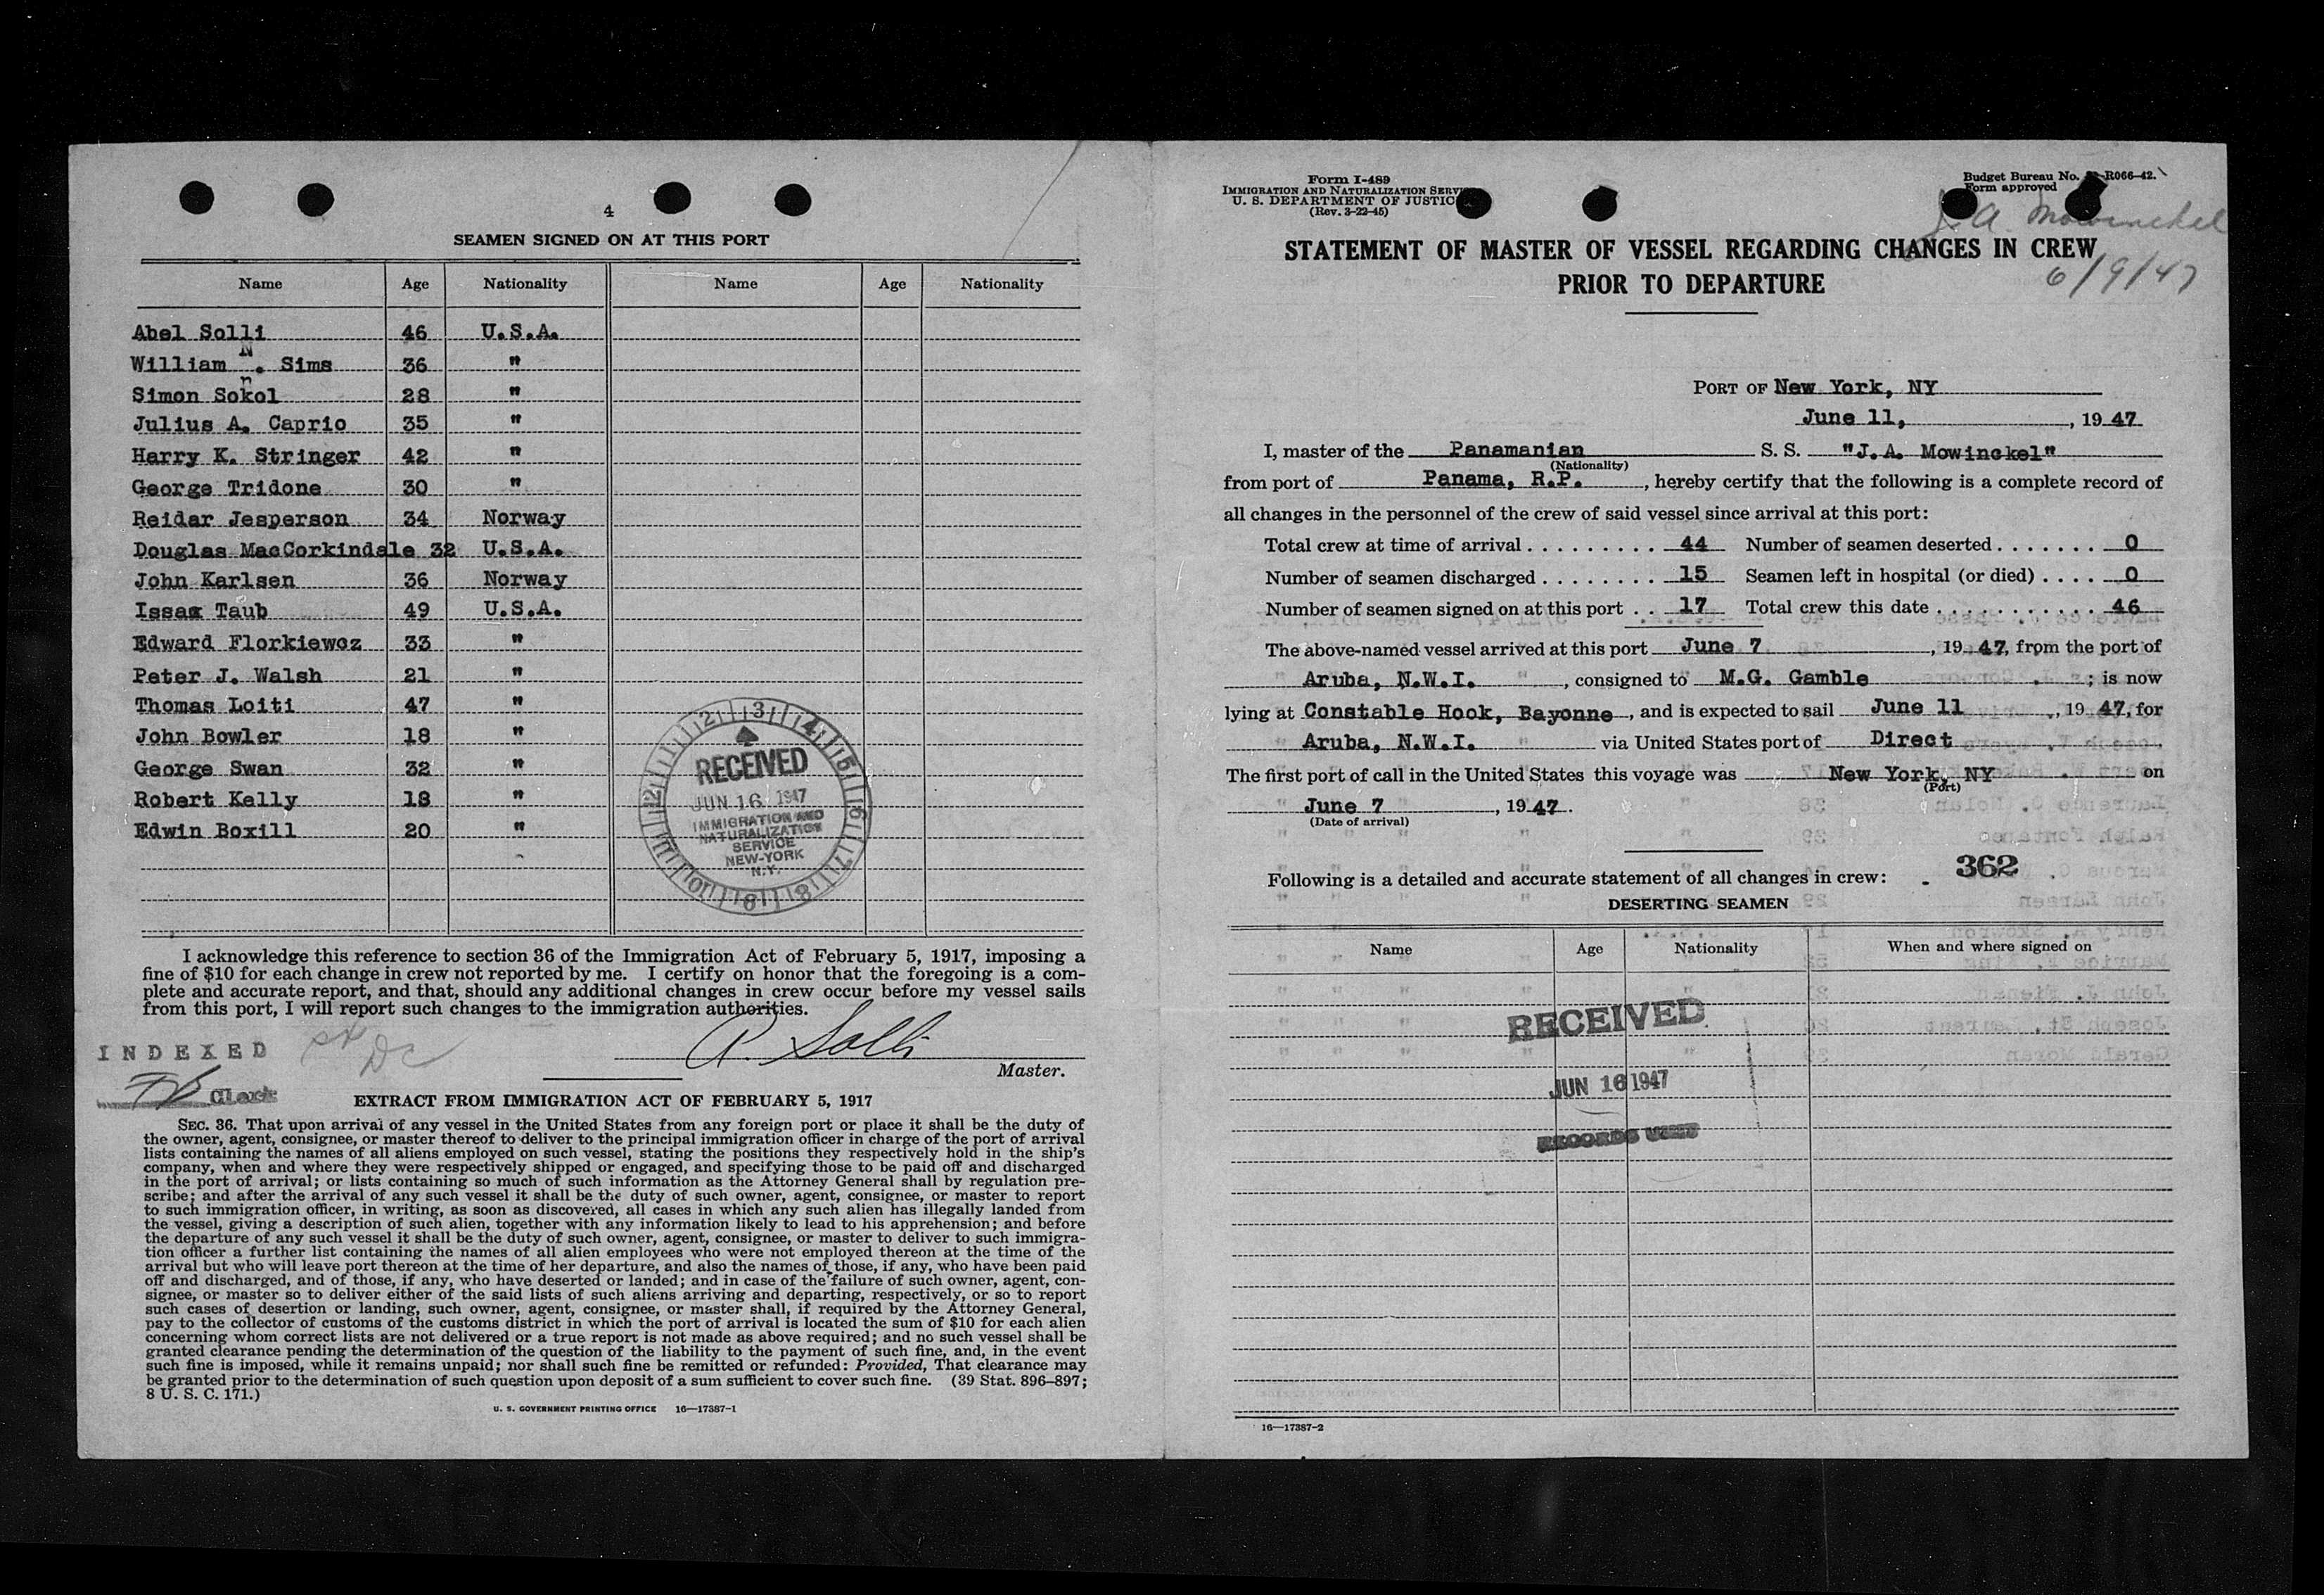 4
SEAMEN SIGNED ON AT THIS PORT
Name Age Nationality Name Age Nationality
Abel Solli 46 U.S.A.
William N. Sims 36 "
Simon Sokol 28 "
n
Julius A. Caprio 35 "
Harry K. Stringer 42 "
George Tridone 30 "
Reidar Jesperson 34 Norway
Douglas MacCorkindale 32 U.S.A.
John Karlsen 36 Norway
Issax Taub 49 U.S.A.
Edward Florkiewcz 33 "
Peter J. Walsh 21 "
Thomas Loiti 47 "
John Bowler 18 "
George Swan 32 "
Robert Kelly 18 "
Edwin Boxill 20 "
RECEIVED
JUN 16 1947
IMMIGRATION AND
NATURALIZATION
SERVICE
NEW-YORK
N.Y.
I acknowledge this reference to section 36 of the Immigration Act of February 5, 1917, imposing a
fine of $10 for each change in crew not reported by me. I certify on honor that the foregoing is a com-
plete and accurate report, and that, should any additional changes in crew occur before my vessel sails
from this port, I will report such changes to the immigration authorities.
INDEXED
A. Solli
Master.
Clerk
EXTRACT FROM IMMIGRATION ACT OF FEBRUARY 5, 1917
SEC. 36. That upon arrival of any vessel in the United States from any foreign port or place it shall be the duty of
the owner, agent, consignee, or master thereof to deliver to the principal immigration officer in charge of the port of arrival
lists containing the names of all aliens employed on such vessel, stating the positions they respectively hold in the ship's
company, when and where they were respectively shipped or engaged, and specifying those to be paid off and discharged
in the port of arrival; or lists containing so much of such information as the Attorney General shall by regulation pre-
scribe; and after the arrival of any such vessel it shall be the duty of such owner, agent, consignee, or master to report
to such immigration officer, in writing, as soon as discovered, all cases in which any such alien has illegally landed from
the vessel, giving a description of such alien, together with any information likely to lead to his apprehension; and before
the departure of any such vessel it shall be the duty of such owner, agent, consignee, or master to deliver to such immigra-
tion officer a further list containing the names of all alien employees who were not employed thereon at the time of the
arrival but who will leave port thereon at the time of her departure, and also the names of those, if any, who have been paid
off and discharged, and of those, if any, who have deserted or landed; and in case of the failure of such owner, agent, con-
signee, or master so to deliver either of the said lists of such aliens arriving and departing, respectively, or so to report
such cases of desertion or landing, such owner, agent, consignee, or master shall, if required by the Attorney General,
pay to the collector of customs of the customs district in which the port of arrival is located the sum of $10 for each alien
concerning whom correct lists are not delivered or a true report is not made as above required; and no such vessel shall be
granted clearance pending the determination of the question of the liability to the payment of such fine, and, in the event
such fine is imposed, while it remains unpaid; nor shall such fine be remitted or refunded: Provided, That clearance may
be granted prior to the determination of such question upon deposit of a sum sufficient to cover such fine. (39 Stat. 896–897;
8 U. S. C. 171.)
U. S. GOVERNMENT PRINTING OFFICE 16—17387-1
Form I-489
IMMIGRATION AND NATURALIZATION SERVI
U. S. DEPARTMENT OF JUSTIC
(Rev. 3-22-45)
Budget Bureau No. R066-42.
Form approved
J. A. Mowinckel
6/9/47
STATEMENT OF MASTER OF VESSEL REGARDING CHANGES IN CREW
PRIOR TO DEPARTURE
PORT OF New York, NY
June 11, , 19 47
I, master of the Panamanian S. S. "J.A. Mowinckel"
(Nationality)
from port of Panama, R.P. , hereby certify that the following is a complete record of
all changes in the personnel of the crew of said vessel since arrival at this port:
Total crew at time of arrival . . . . . . . . . 44 Number of seamen deserted . . . . . . . 0
Number of seamen discharged . . . . . . . . 15 Seamen left in hospital (or died) . . . . 0
Number of seamen signed on at this port . . 17 Total crew this date . . . . . . . . . . . 46
The above-named vessel arrived at this port June 7 , 19 47, from the port of
Aruba, N.W.I. , consigned to M.G. Gamble ; is now
lying at Constable Hook, Bayonne , and is expected to sail June 11 , 19 47, for
Aruba, N.W.I. via United States port of Direct
The first port of call in the United States this voyage was New York, NY on
(Port)
June 7 , 19 47.
(Date of arrival)
362
Following is a detailed and accurate statement of all changes in crew:
DESERTING SEAMEN
Name Age Nationality When and where signed on
RECEIVED
JUN 16 1947
RECORDS UNIT
16—17387-2